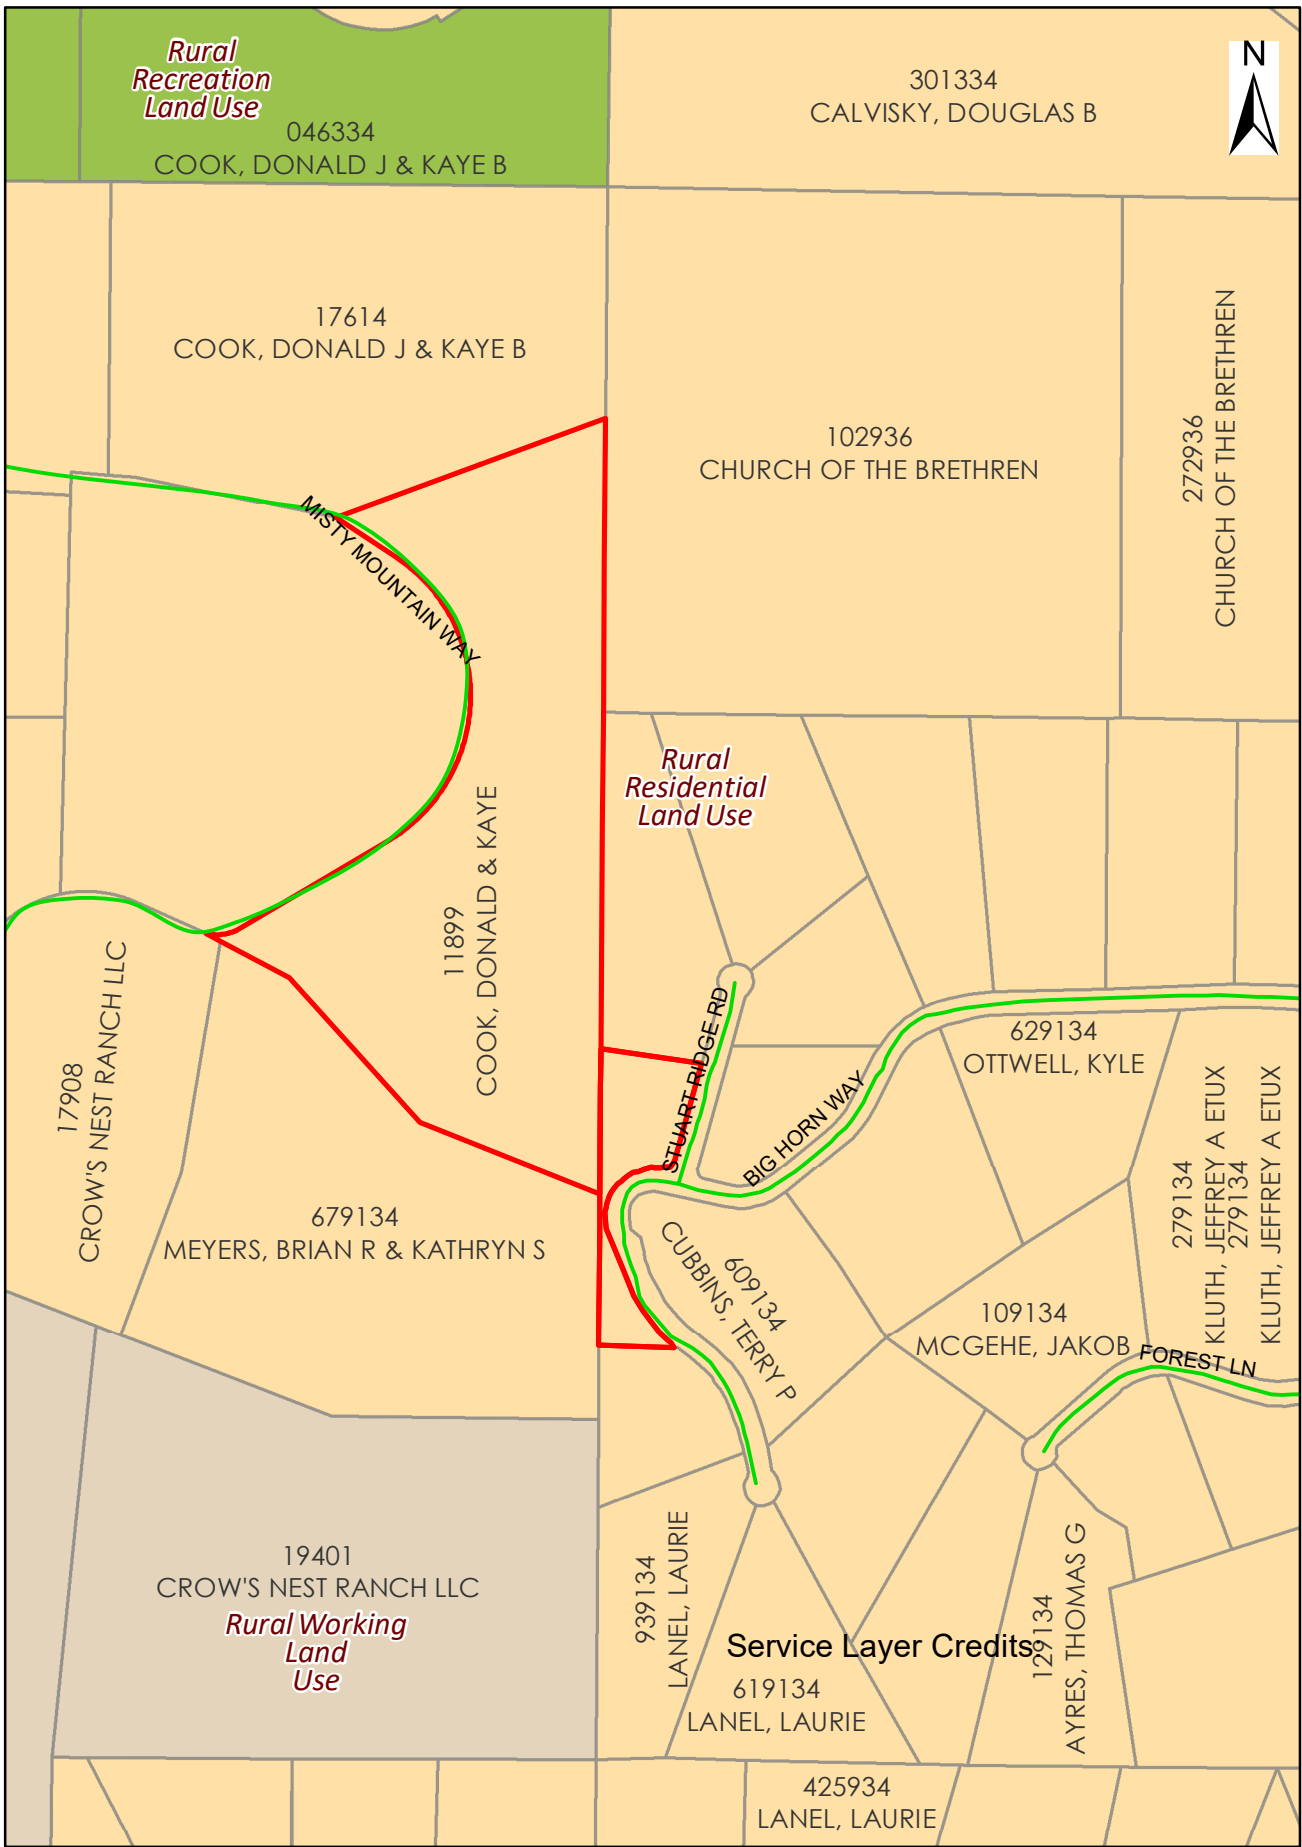 Rural
Recreation
Land Use
046334
COOK, DONALD J & KAYE B
301334
CALVISKY, DOUGLAS B
N
17614
COOK, DONALD J & KAYE B
102936
CHURCH OF THE BRETHREN
272936
CHURCH OF THE BRETHREN
MISTY MOUNTAIN WAY
Rural
Residential
Land Use
11899
COOK, DONALD & KAYE
17908
CROW'S NEST RANCH LLC
STUART RIDGE RD
BIG HORN WAY
629134
OTTWELL, KYLE
679134
MEYERS, BRIAN R & KATHRYN S
609134
CUBBINS, TERRY P
279134
KLUTH, JEFFREY A ETUX
279134
KLUTH, JEFFREY A ETUX
109134
MCGEHE, JAKOB
FOREST LN
19401
CROW'S NEST RANCH LLC
Rural Working
Land
Use
939134
LANEL, LAURIE
Service Layer Credits:
619134
LANEL, LAURIE
129134
AYRES, THOMAS G
425934
LANEL, LAURIE